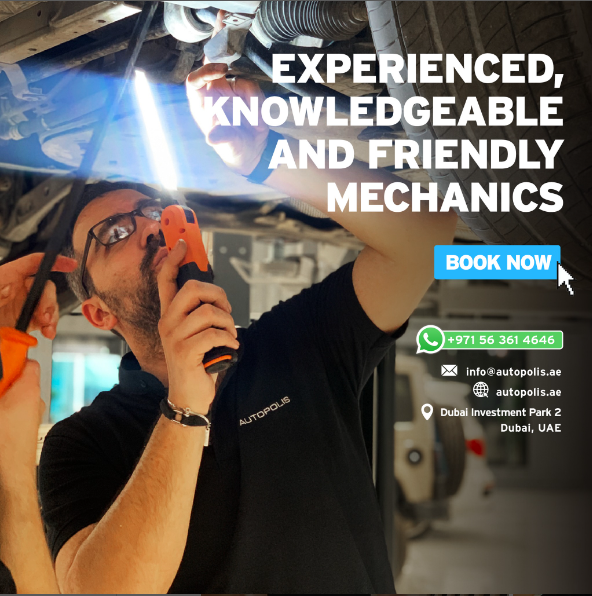 EXPERIENCED,
KNOWLEDGEABLE
AND FRIENDLY
MECHANICS
BOOK NOW
+971 56 361 4646
info@autopolis.ae
autopolis.ae
Dubai Investment Park 2
Dubai, UAE
AUTOPOLIS